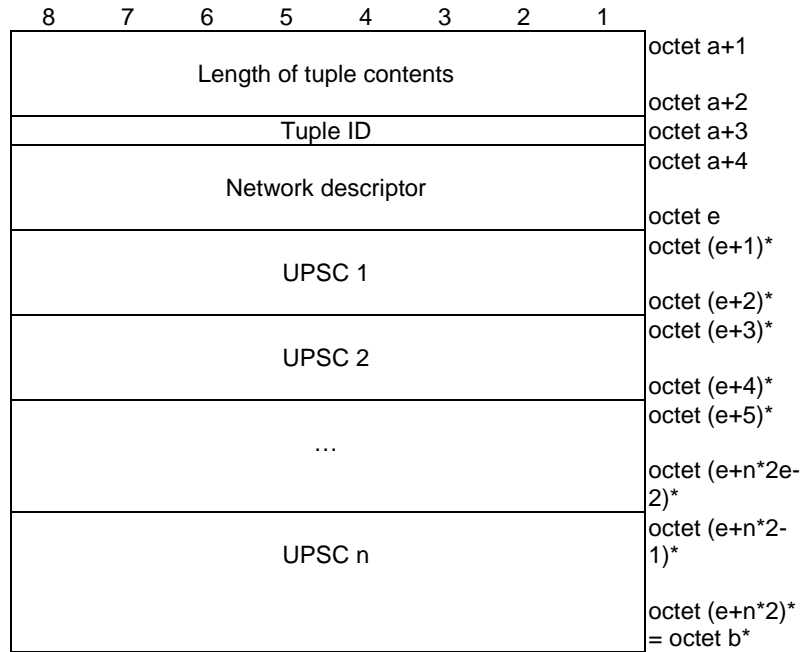 8 7 6 5 4 3 2 1
Length of tuple contents
octet a+1
octet a+2
Tuple ID
octet a+3
Network descriptor
octet a+4
octet e
UPSC 1
octet (e+1)*
octet (e+2)*
UPSC 2
octet (e+3)*
octet (e+4)*
…
octet (e+5)*
octet (e+n*2e-
2)*
UPSC n
octet (e+n*2-
1)*
octet (e+n*2)*
= octet b*